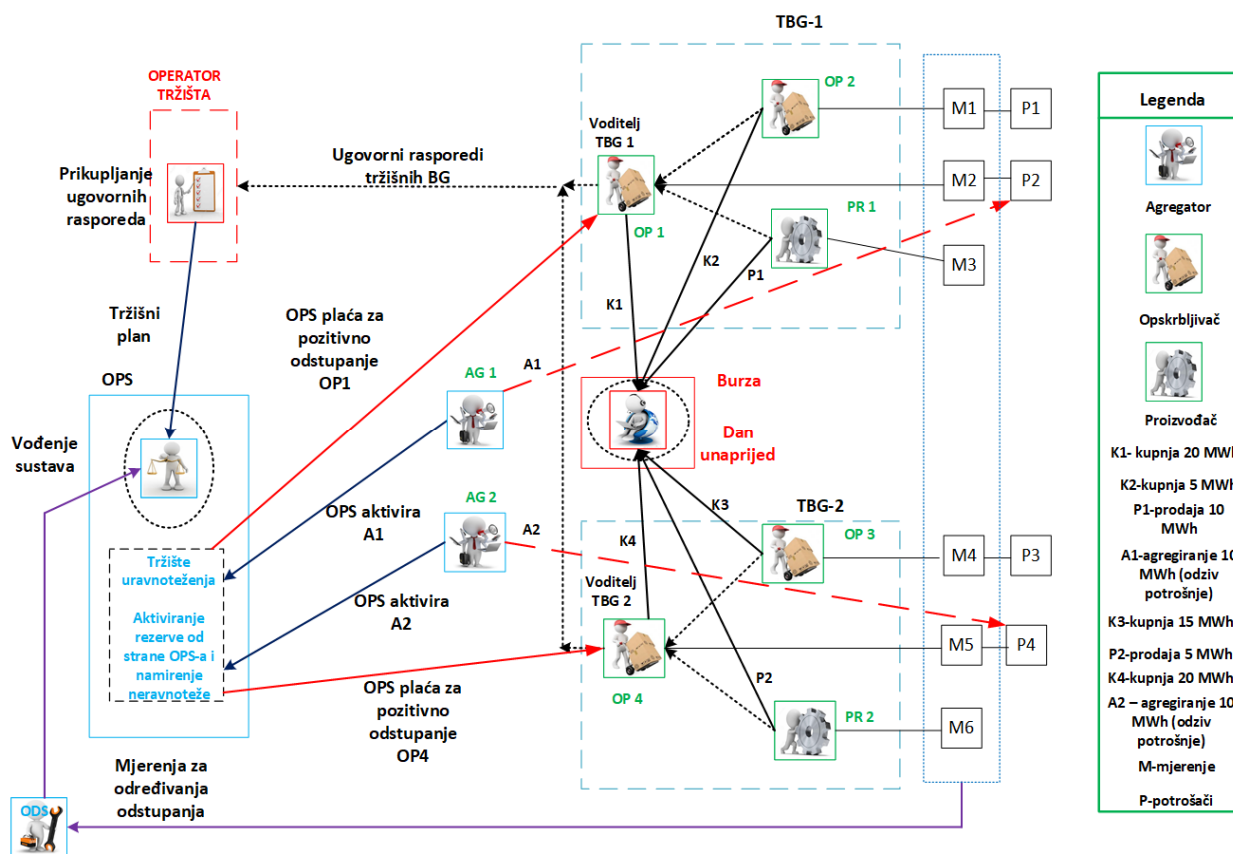 TBG-1
OPERATOR
TRŽIŠTA
Prikupljanje
ugovornih
rasporeda
Ugovorni rasporedi
tržišnih BG
Voditelj
TBG 1
OP 1
OP 2
PR 1
M1
P1
M2
P2
M3
K1
K2
P1
Tržišni
plan
OPS plaća za
pozitivno
odstupanje
OP1
OPS
Vođenje
sustava
AG 1
A1
Burza
Dan
unaprijed
OPS aktivira
A1
AG 2
A2
OPS aktivira
A2
Tržište
uravnoteženja
Aktiviranje
rezerve od
strane OPS-a i
namirenje
neravnoteže
OPS plaća za
pozitivno
odstupanje
OP4
TBG-2
K3
K4
OP 3
Voditelj
TBG 2
OP 4
P2
PR 2
M4
P3
M5
P4
M6
Mjerenja za
određivanja
odstupanja
ODS
Legenda
Agregator
Opskrbljivač
Proizvođač
K1- kupnja 20 MWh
K2-kupnja 5 MWh
P1-prodaja 10
MWh
A1-agregiranje 10
MWh (odziv
potrošnje)
K3-kupnja 15 MWh
P2-prodaja 5 MWh
K4-kupnja 20 MWh
A2 – agregiranje 10
MWh (odziv
potrošnje)
M-mjerenje
P-potrošači